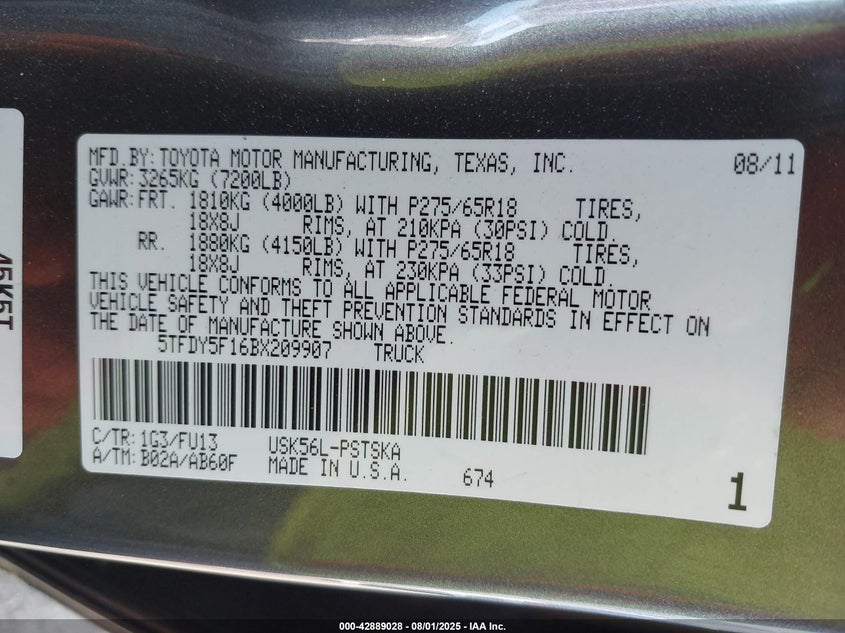 MFD.BY: TOYOTA MOTOR MANUFACTURING, TEXAS, INC. 08/11
GVWR: 3265KG (7200LB)
GAWR: FRT. 1810KG (4000LB) WITH P275/65R18 TIRES,
18X8J RIMS, AT 210KPA (30PSI) COLD.
RR. 1880KG (4150LB) WITH P275/65R18 TIRES,
18X8J RIMS, AT 230KPA (33PSI) COLD.
THIS VEHICLE CONFORMS TO ALL APPLICABLE FEDERAL MOTOR
VEHICLE SAFETY AND THEFT PREVENTION STANDARDS IN EFFECT ON
THE DATE OF MANUFACTURE SHOWN ABOVE.
5TFDY5F16BX209907 TRUCK
C/TR: 1G3/FU13 USK56L-PSTSKA
A/TM: B02A/AB60F MADE IN U.S.A. 674
1
45K5T
000-42889028 - 08/01/2025 - IAA Inc.